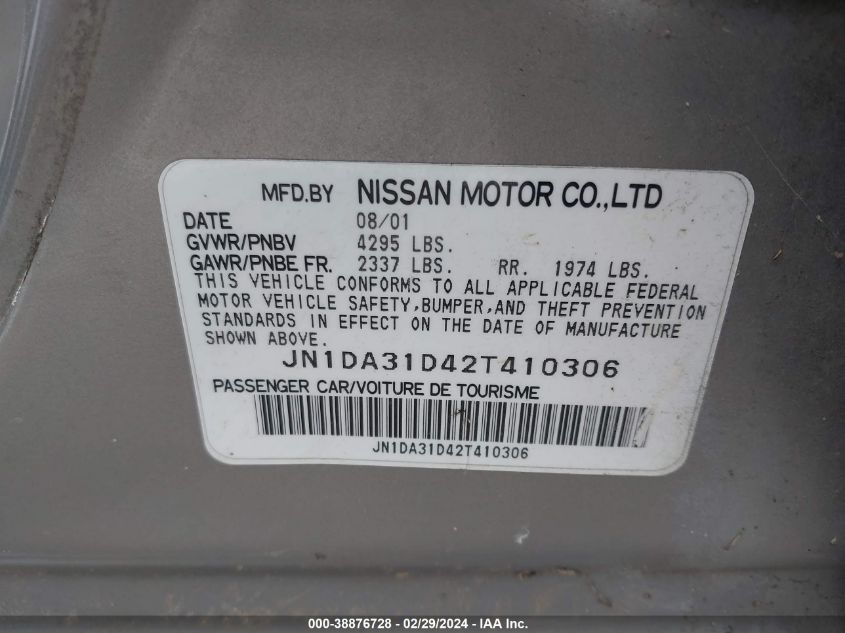 MFD.BY NISSAN MOTOR CO.,LTD
DATE 08/01
GVWR/PNBV 4295 LBS.
GAWR/PNBE FR. 2337 LBS. RR. 1974 LBS.
THIS VEHICLE CONFORMS TO ALL APPLICABLE FEDERAL
MOTOR VEHICLE SAFETY,BUMPER,AND THEFT PREVENTION
STANDARDS IN EFFECT ON THE DATE OF MANUFACTURE
SHOWN ABOVE.
JN1DA31D42T410306
PASSENGER CAR/VOITURE DE TOURISME
JN1DA31D42T410306
000-38876728 - 02/29/2024 - IAA Inc.